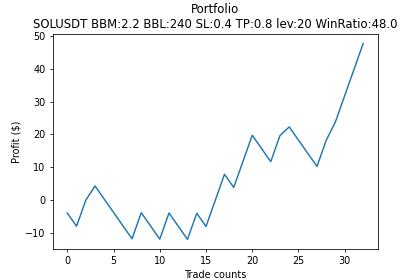 Portfolio
SOLUSDT BBM:2.2 BBL:240 SL:0.4 TP:0.8 lev:20 WinRatio:48.0
50
40
30
20
10
0
−10
Profit ($)
0 5 10 15 20 25 30
Trade counts